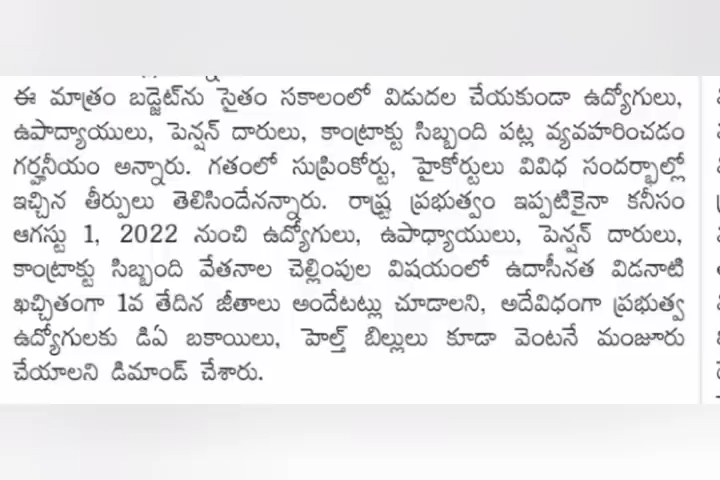 ఈ మాత్రం బడ్జెట్‌ను సైతం సకాలంలో విడుదల చేయకుండా ఉద్యోగులు,
ఉపాద్యాయులు, పెన్షన్ దారులు, కాంట్రాక్టు సిబ్బంది పట్ల వ్యవహరించడం
గర్హనీయం అన్నారు. గతంలో సుప్రింకోర్టు, హైకోర్టులు వివిధ సందర్భాల్లో
ఇచ్చిన తీర్పులు తెలిసిందేనన్నారు. రాష్ట్ర ప్రభుత్వం ఇప్పటికైనా కనీసం
ఆగస్టు 1, 2022 నుంచి ఉద్యోగులు, ఉపాధ్యాయులు, పెన్షన్ దారులు,
కాంట్రాక్టు సిబ్బంది వేతనాల చెల్లింపుల విషయంలో ఉదాసీనత విడనాటి
ఖచ్చితంగా 1వ తేదిన జీతాలు అందేటట్లు చూడాలని, అదేవిధంగా ప్రభుత్వ
ఉద్యోగులకు డిఏ బకాయిలు, హెల్త్ బిల్లులు కూడా వెంటనే మంజూరు
చేయాలని డిమాండ్ చేశారు.